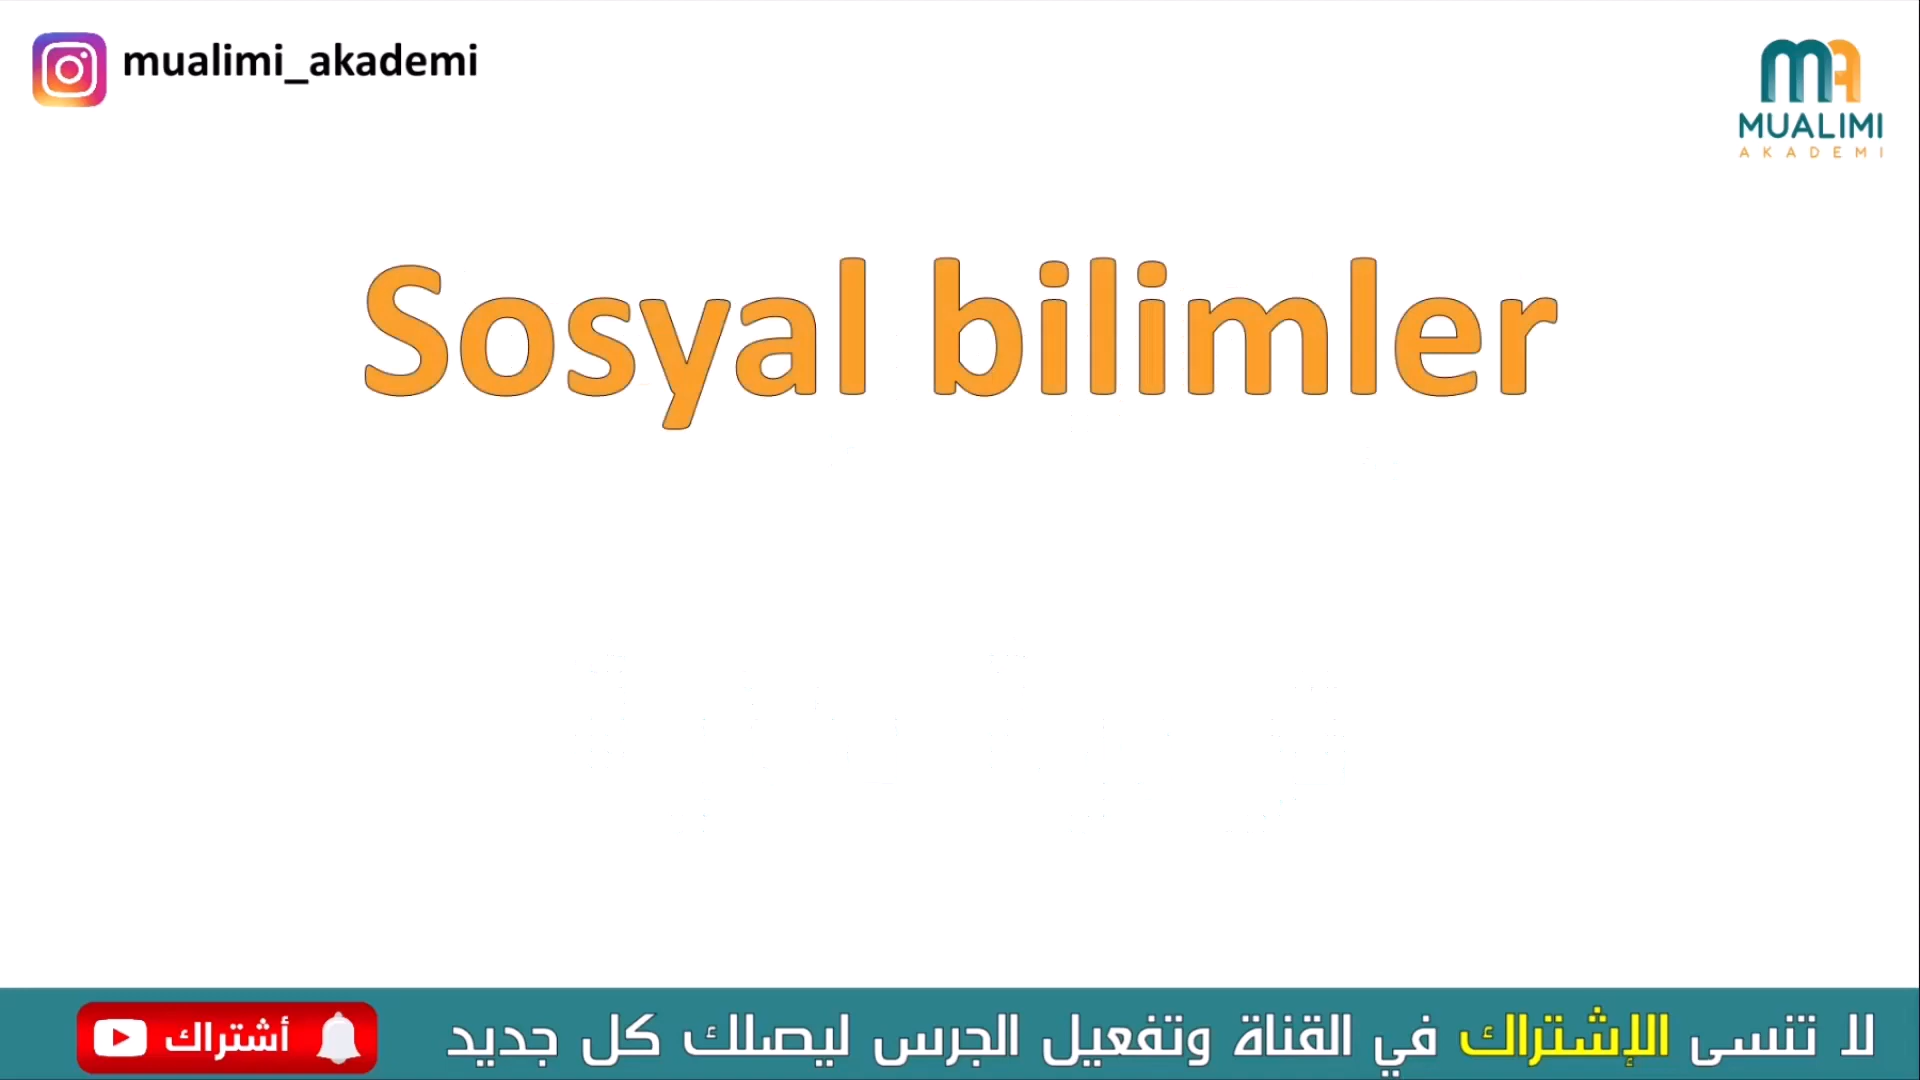 mualimi_akademi
MUALIMI
AKADEMI
Sosyal bilimler
لا تنسى الإشتراك في القناة وتفعيل الجرس ليصلك كل جديد
أشتراك